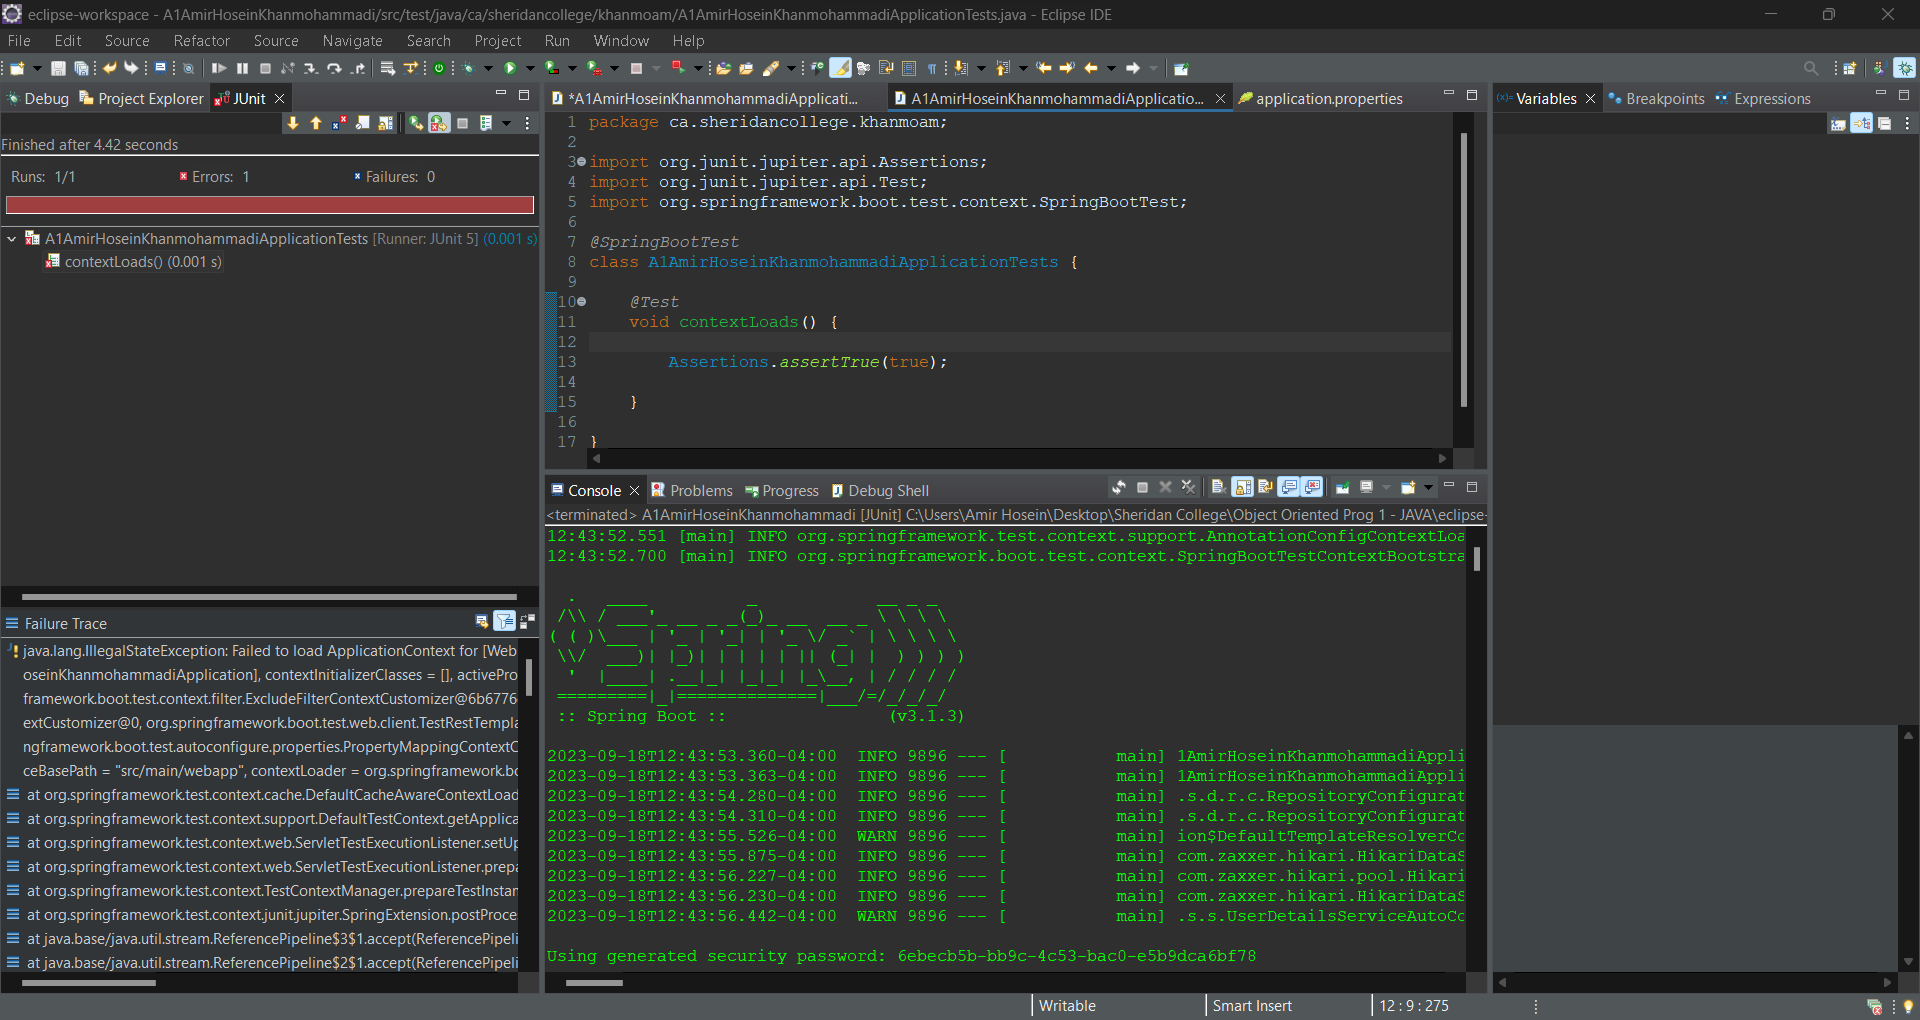 eclipse-workspace - A1AmirHoseinKhanmohammadi/src/test/java/ca/sheridancollege/khanmoam/A1AmirHoseinKhanmohammadiApplicationTests.java - Eclipse IDE
File Edit Source Refactor Source Navigate Search Project Run Window Help
Debug Project Explorer JUnit
Finished after 4.42 seconds
Runs: 1/1 Errors: 1 Failures: 0
A1AmirHoseinKhanmohammadiApplicationTests [Runner: JUnit 5] (0.001 s)
contextLoads() (0.001 s)
Failure Trace
java.lang.IllegalStateException: Failed to load ApplicationContext for [Web
oseinKhanmohammadiApplication], contextInitializerClasses = [], activePro
framework.boot.test.context.filter.ExcludeFilterContextCustomizer@6b6776
extCustomizer@0, org.springframework.boot.test.web.client.TestRestTempla
ngframework.boot.test.autoconfigure.properties.PropertyMappingContextC
ceBasePath = "src/main/webapp", contextLoader = org.springframework.bo
at org.springframework.test.context.cache.DefaultCacheAwareContextLoad
at org.springframework.test.context.support.DefaultTestContext.getApplica
at org.springframework.test.context.web.ServletTestExecutionListener.setUp
at org.springframework.test.context.web.ServletTestExecutionListener.prepa
at org.springframework.test.context.TestContextManager.prepareTestInstan
at org.springframework.test.context.junit.jupiter.SpringExtension.postProce
at java.base/java.util.stream.ReferencePipeline$3$1.accept(ReferencePipeli
at java.base/java.util.stream.ReferencePipeline$2$1.accept(ReferencePipeli
*A1AmirHoseinKhanmohammadiApplicati... A1AmirHoseinKhanmohammadiApplicatio... application.properties
1 package ca.sheridancollege.khanmoam;
2
3 import org.junit.jupiter.api.Assertions;
4 import org.junit.jupiter.api.Test;
5 import org.springframework.boot.test.context.SpringBootTest;
6
7 @SpringBootTest
8 class A1AmirHoseinKhanmohammadiApplicationTests {
9
10 @Test
11 void contextLoads() {
12
13 Assertions.assertTrue(true);
14
15 }
16
17 }
Console Problems Progress Debug Shell
<terminated> A1AmirHoseinKhanmohammadi [JUnit] C:\Users\Amir Hosein\Desktop\Sheridan College\Object Oriented Prog 1 - JAVA\eclipse-
12:43:52.551 [main] INFO org.springframework.test.context.support.AnnotationConfigContextLoa
12:43:52.700 [main] INFO org.springframework.boot.test.context.SpringBootTestContextBootstra
Spring
:: Spring Boot :: (v3.1.3)
2023-09-18T12:43:53.360-04:00 INFO 9896 --- [ main] 1AmirHoseinKhanmohammadiAppli
2023-09-18T12:43:53.363-04:00 INFO 9896 --- [ main] 1AmirHoseinKhanmohammadiAppli
2023-09-18T12:43:54.280-04:00 INFO 9896 --- [ main] .s.d.r.c.RepositoryConfigurat
2023-09-18T12:43:54.310-04:00 INFO 9896 --- [ main] .s.d.r.c.RepositoryConfigurat
2023-09-18T12:43:55.526-04:00 WARN 9896 --- [ main] ion$DefaultTemplateResolverCo
2023-09-18T12:43:55.875-04:00 INFO 9896 --- [ main] com.zaxxer.hikari.HikariDataS
2023-09-18T12:43:56.227-04:00 INFO 9896 --- [ main] com.zaxxer.hikari.pool.Hikari
2023-09-18T12:43:56.230-04:00 INFO 9896 --- [ main] com.zaxxer.hikari.HikariDataS
2023-09-18T12:43:56.442-04:00 WARN 9896 --- [ main] .s.s.UserDetailsServiceAutoCo
Using generated security password: 6ebecb5b-bb9c-4c53-bac0-e5b9dca6bf78
Variables Breakpoints Expressions
Writable Smart Insert 12 : 9 : 275